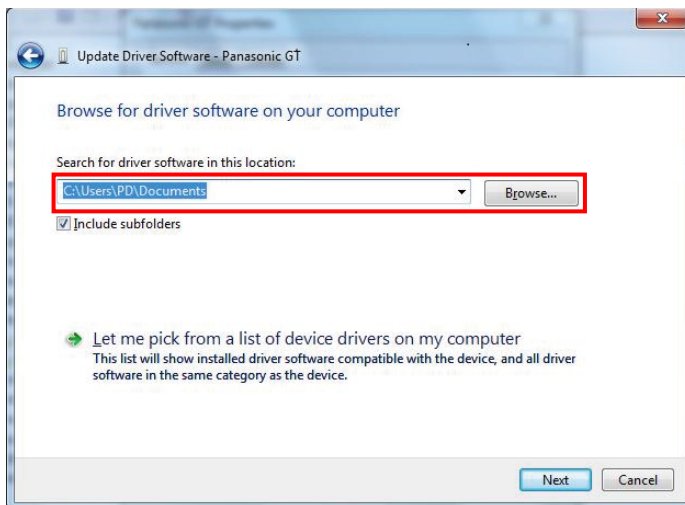 Panasonic GT Properties
Update Driver Software - Panasonic GT
Browse for driver software on your computer
Search for driver software in this location:
C:\Users\PD\Documents
Browse...
Include subfolders
Let me pick from a list of device drivers on my computer
This list will show installed driver software compatible with the device, and all driver
software in the same category as the device.
Next Cancel